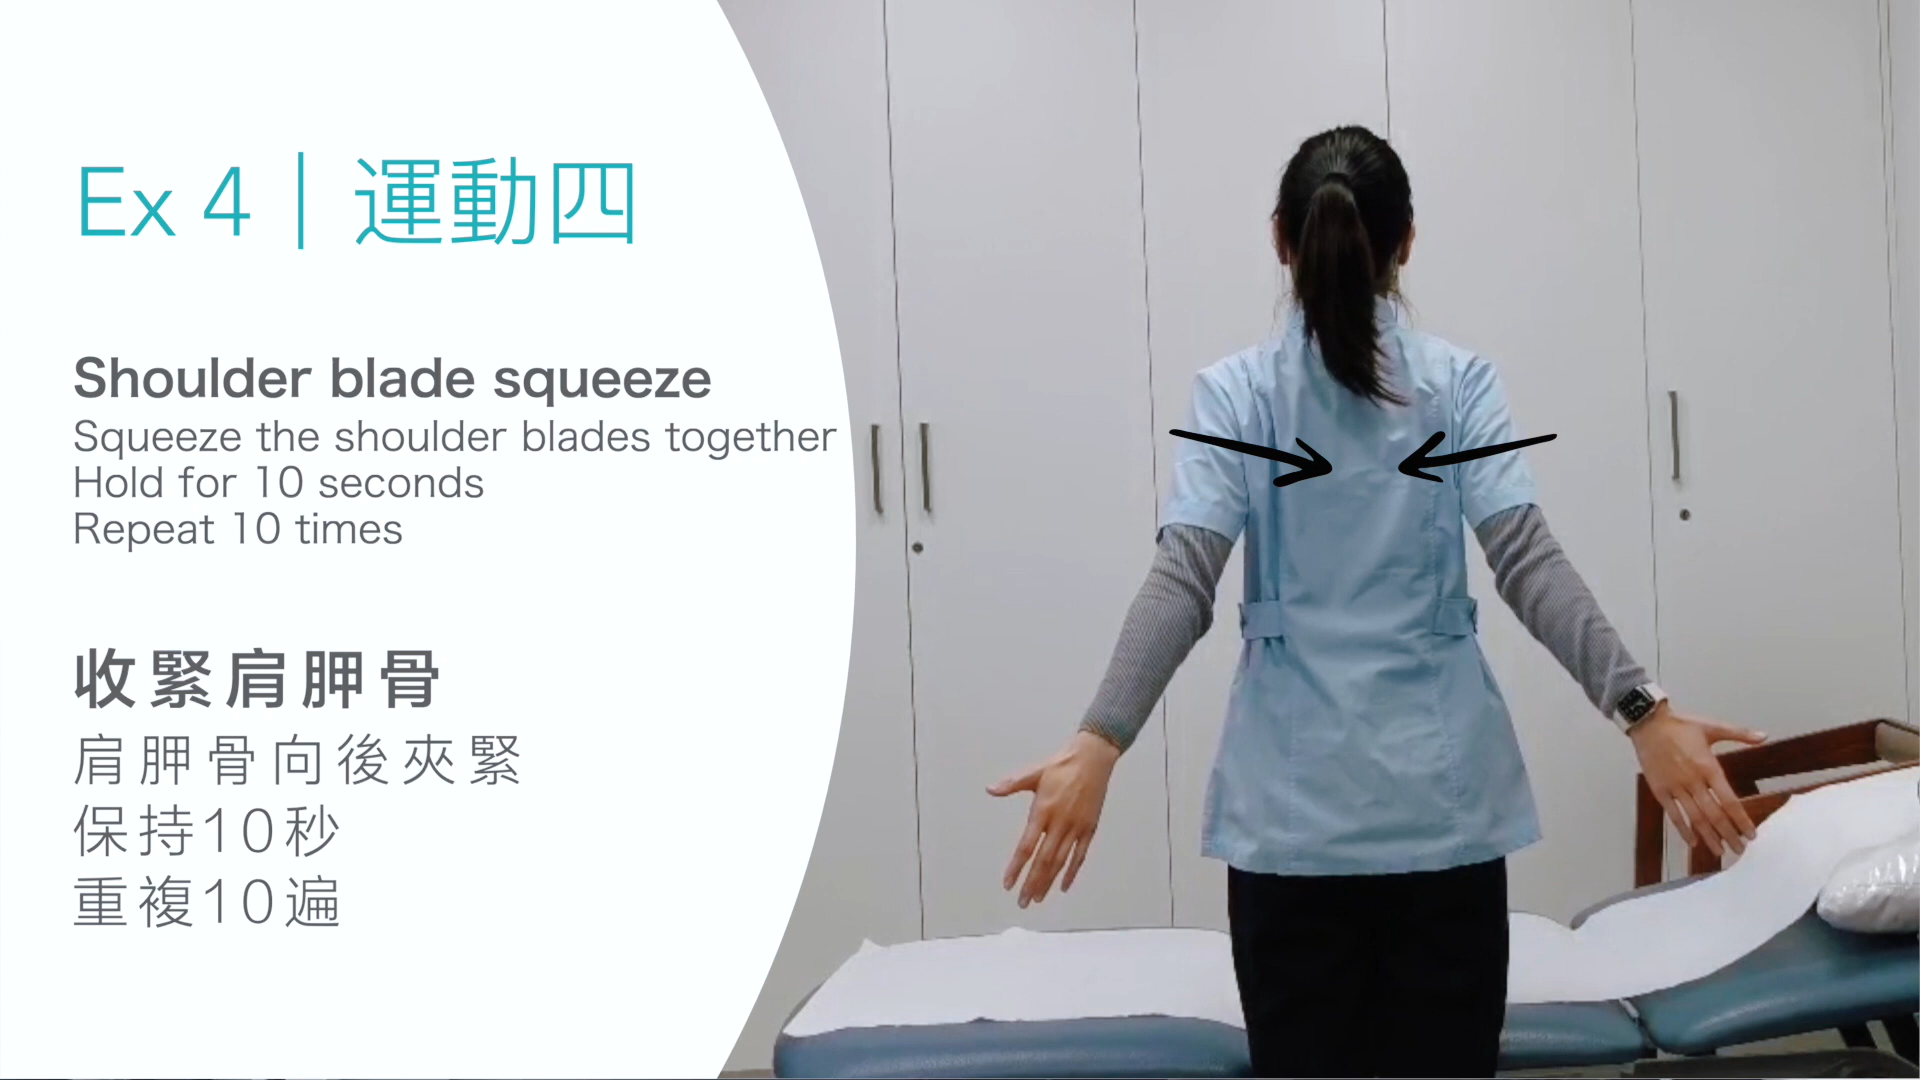 Ex 4｜運動四
Shoulder blade squeeze
Squeeze the shoulder blades together
Hold for 10 seconds
Repeat 10 times
收緊肩胛骨
肩胛骨向後夾緊
保持10秒
重複10遍